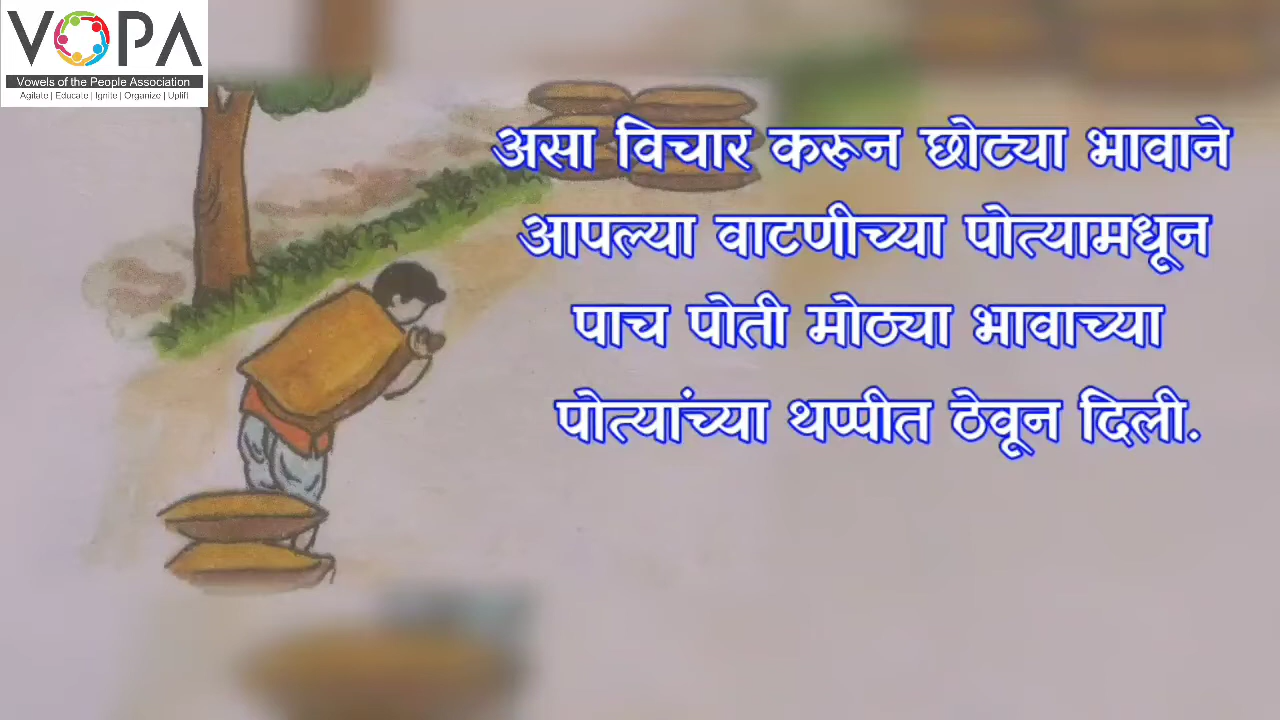 VOPA
Vowels of the People Association
Agitate | Educate | Ignite | Organize | Uplift
असा विचार करून छोट्या भावाने
आपल्या वाटणीच्या पोत्यामधून
पाच पोती मोठ्या भावाच्या
पोत्यांच्या थप्पीत ठेवून दिली.